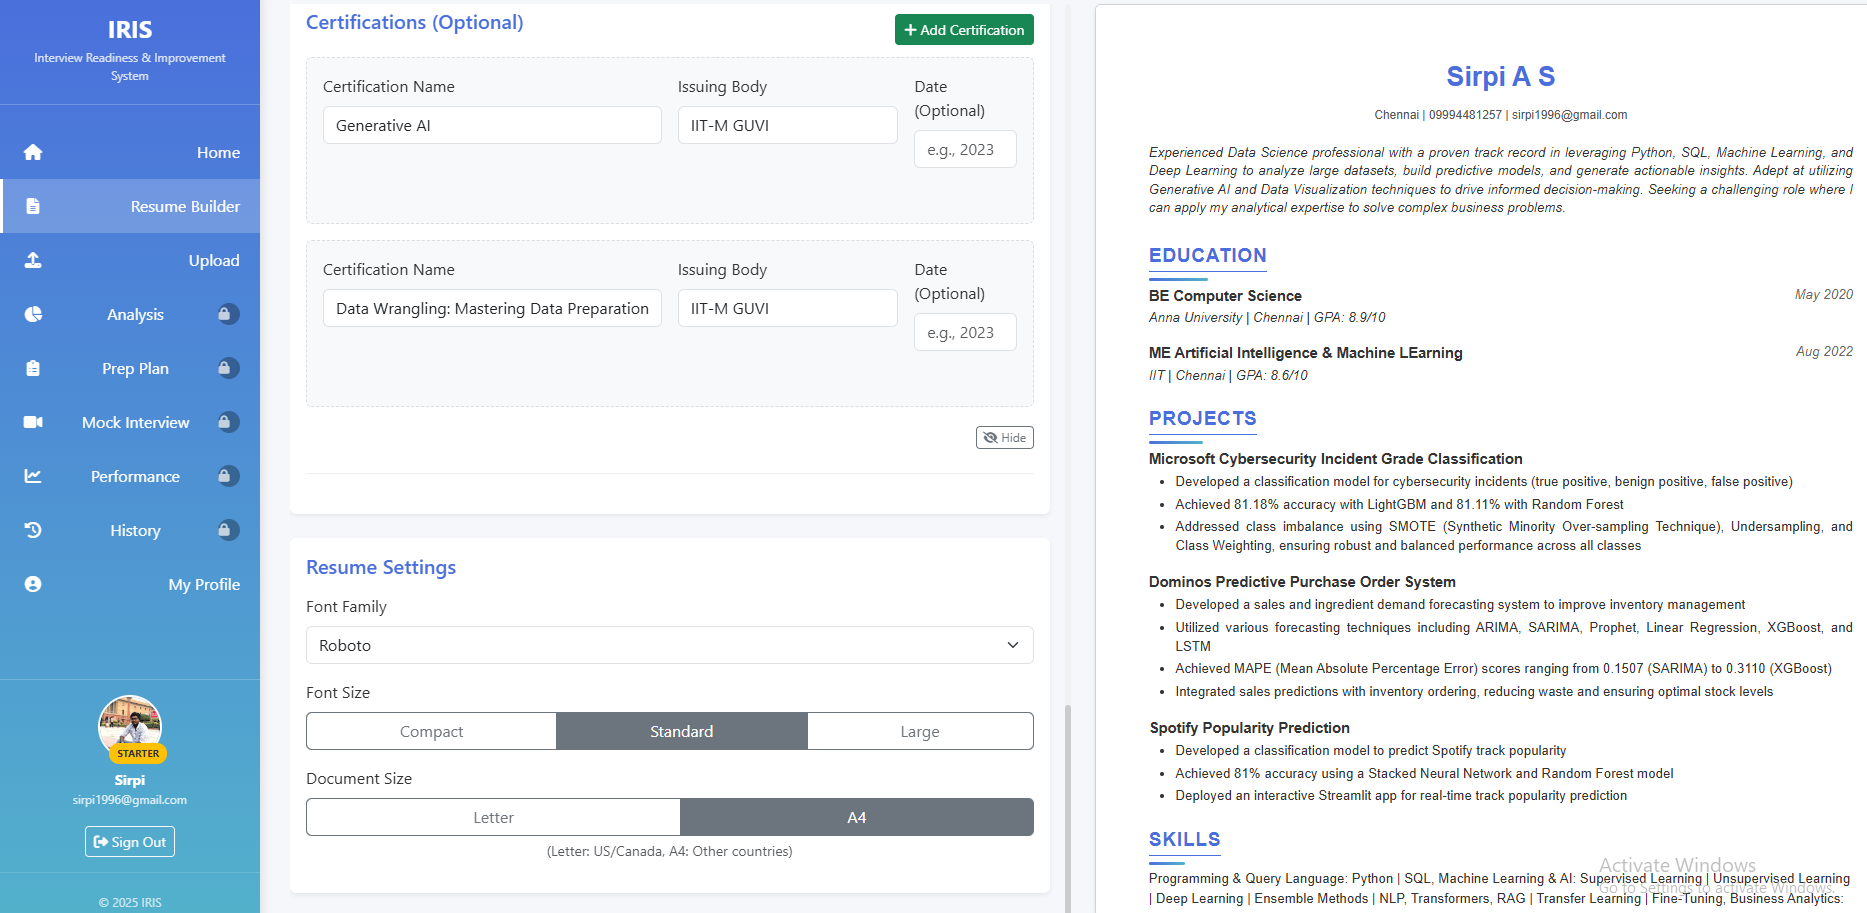 IRIS
Interview Readiness & Improvement
System
Home
Resume Builder
Upload
Analysis
Prep Plan
Mock Interview
Performance
History
My Profile
STARTER
Sirpi
sirpi1996@gmail.com
Sign Out
© 2025 IRIS
Certifications (Optional)
Add Certification
Certification Name
Issuing Body
Date
(Optional)
Generative AI
IIT-M GUVI
e.g., 2023
Certification Name
Issuing Body
Date
(Optional)
Data Wrangling: Mastering Data Preparation
IIT-M GUVI
e.g., 2023
Hide
Resume Settings
Font Family
Roboto
Font Size
Compact
Standard
Large
Document Size
Letter
A4
(Letter: US/Canada, A4: Other countries)
Sirpi A S
Chennai | 09994481257 | sirpi1996@gmail.com
Experienced Data Science professional with a proven track record in leveraging Python, SQL, Machine Learning, and
Deep Learning to analyze large datasets, build predictive models, and generate actionable insights. Adept at utilizing
Generative AI and Data Visualization techniques to drive informed decision-making. Seeking a challenging role where I
can apply my analytical expertise to solve complex business problems.
EDUCATION
BE Computer Science
May 2020
Anna University | Chennai | GPA: 8.9/10
ME Artificial Intelligence & Machine LEarning
Aug 2022
IIT | Chennai | GPA: 8.6/10
PROJECTS
Microsoft Cybersecurity Incident Grade Classification
• Developed a classification model for cybersecurity incidents (true positive, benign positive, false positive)
• Achieved 81.18% accuracy with LightGBM and 81.11% with Random Forest
• Addressed class imbalance using SMOTE (Synthetic Minority Over-sampling Technique), Undersampling, and
Class Weighting, ensuring robust and balanced performance across all classes
Dominos Predictive Purchase Order System
• Developed a sales and ingredient demand forecasting system to improve inventory management
• Utilized various forecasting techniques including ARIMA, SARIMA, Prophet, Linear Regression, XGBoost, and
LSTM
• Achieved MAPE (Mean Absolute Percentage Error) scores ranging from 0.1507 (SARIMA) to 0.3110 (XGBoost)
• Integrated sales predictions with inventory ordering, reducing waste and ensuring optimal stock levels
Spotify Popularity Prediction
• Developed a classification model to predict Spotify track popularity
• Achieved 81% accuracy using a Stacked Neural Network and Random Forest model
• Deployed an interactive Streamlit app for real-time track popularity prediction
SKILLS
Programming & Query Language: Python | SQL, Machine Learning & AI: Supervised Learning | Unsupervised Learning
| Deep Learning | Ensemble Methods | NLP, Transformers, RAG | Transfer Learning | Fine-Tuning, Business Analytics:
Activate Windows
Go to Settings to activate Windows.